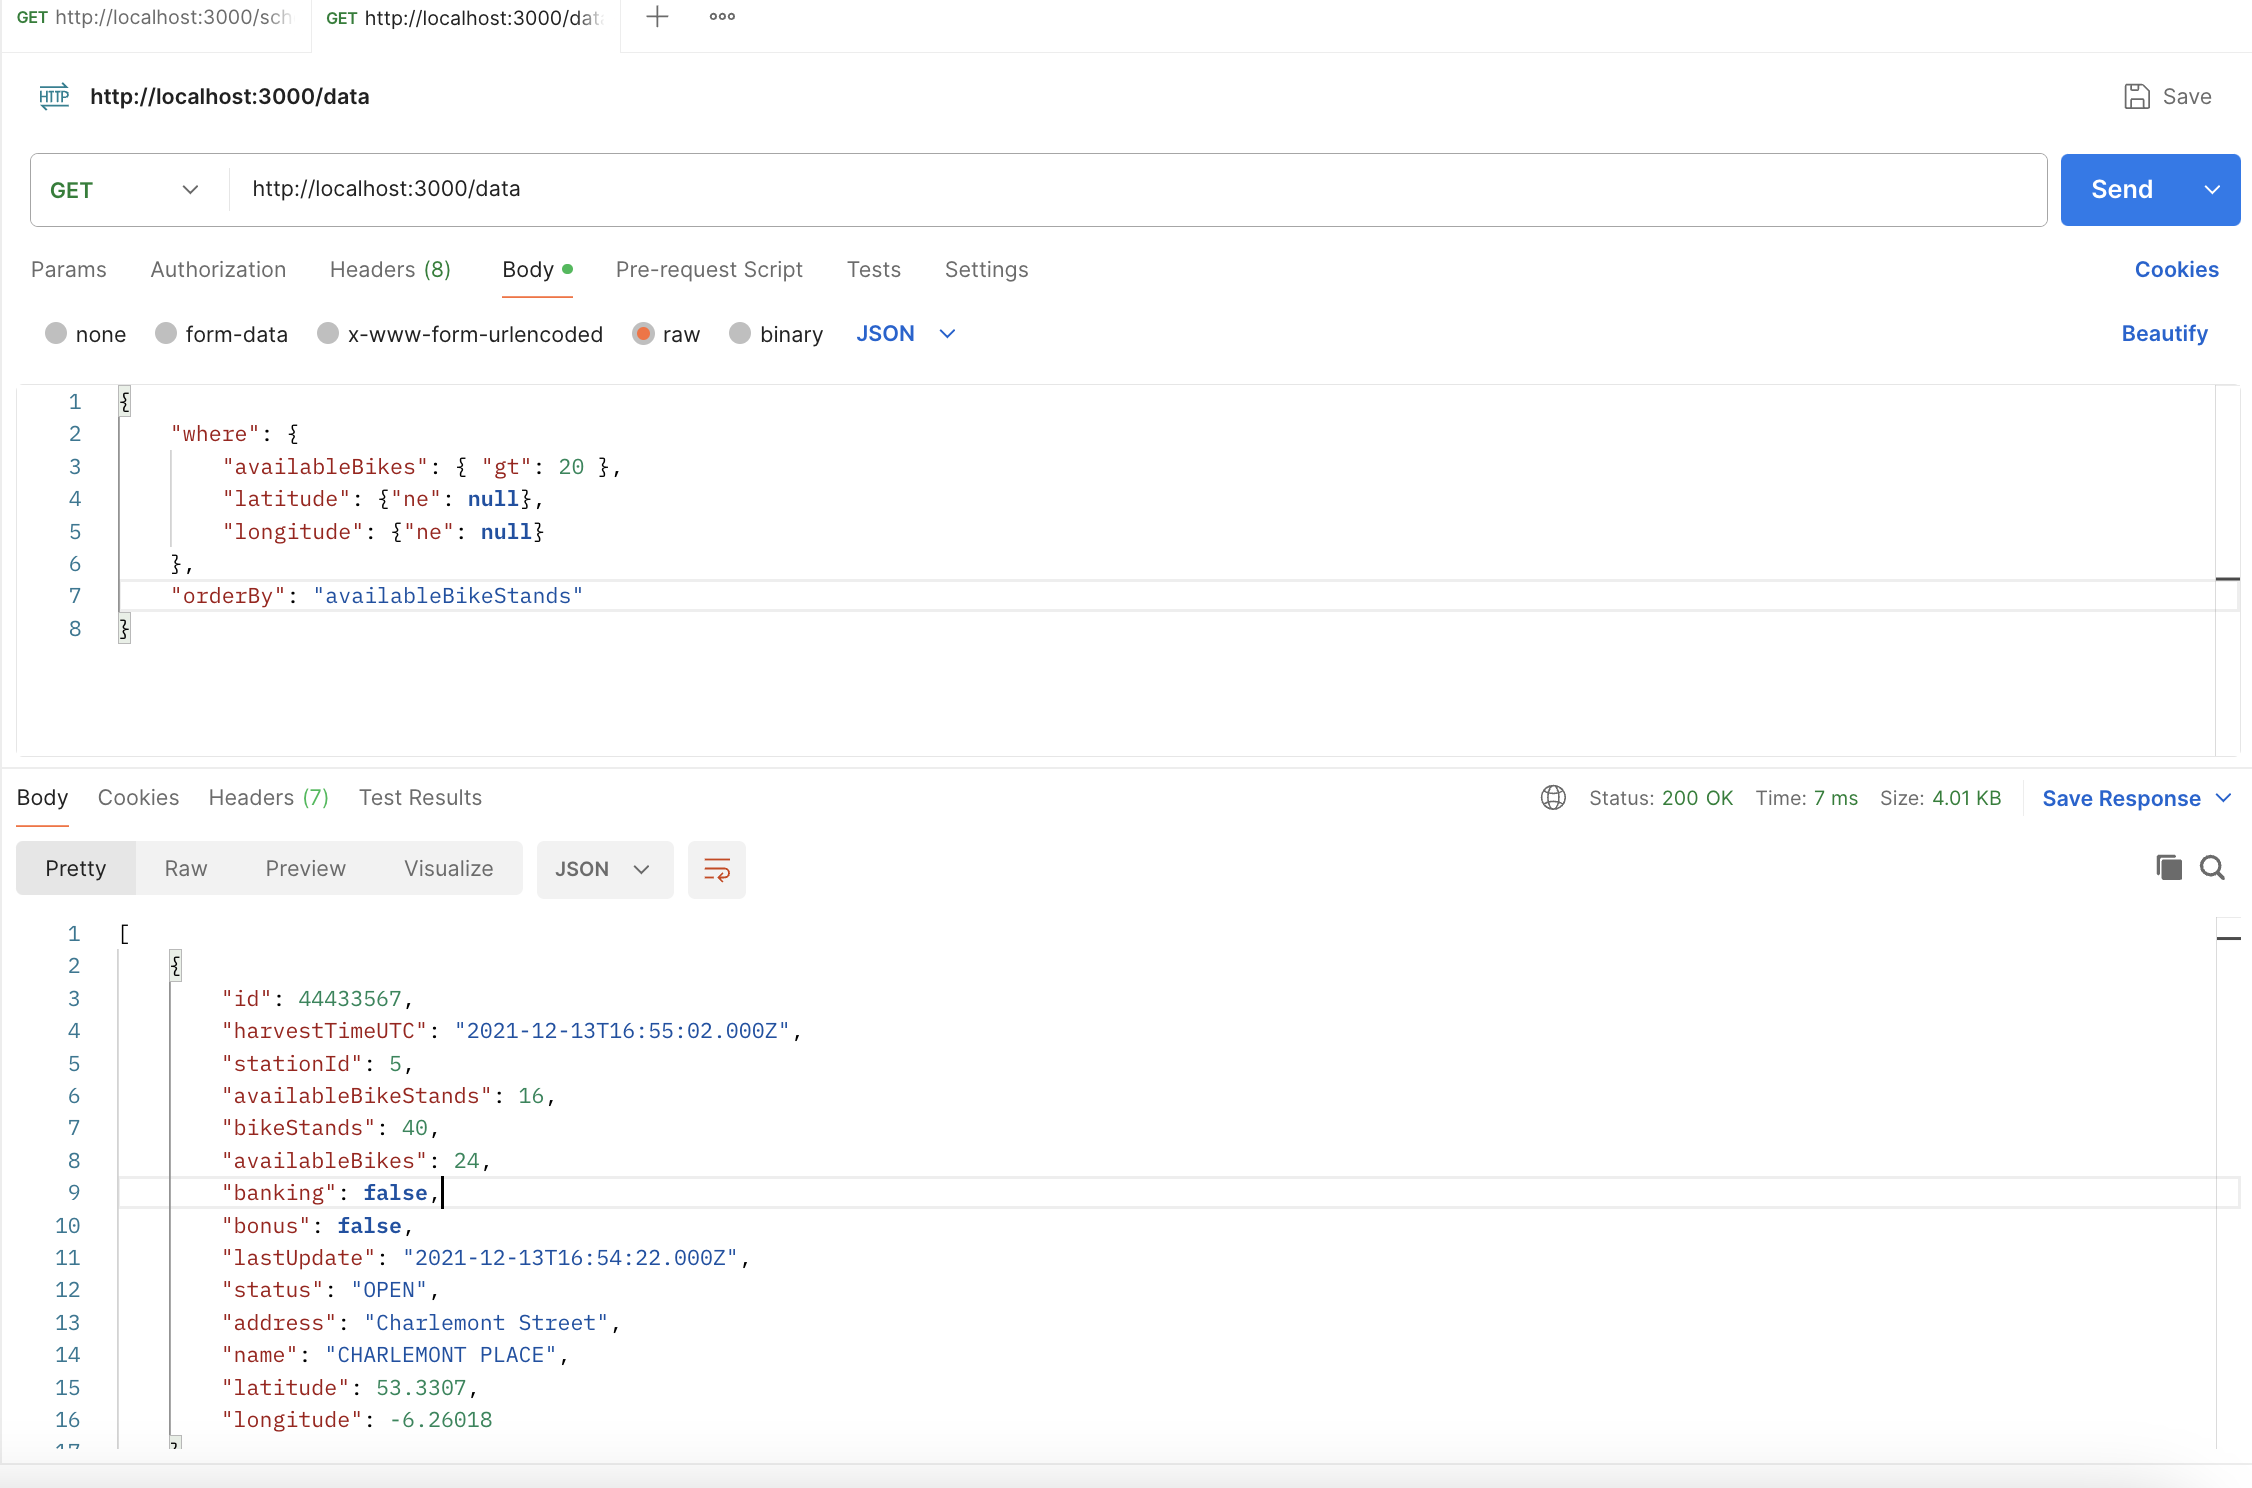 GET http://localhost:3000/sch GET http://localhost:3000/data
HTTP http://localhost:3000/data Save
GET http://localhost:3000/data Send
Params Authorization Headers (8) Body Pre-request Script Tests Settings Cookies
none form-data x-www-form-urlencoded raw binary JSON Beautify
1 {
2 "where": {
3 "availableBikes": { "gt": 20 },
4 "latitude": {"ne": null},
5 "longitude": {"ne": null}
6 },
7 "orderBy": "availableBikeStands"
8 }
Body Cookies Headers (7) Test Results Status: 200 OK Time: 7 ms Size: 4.01 KB Save Response
Pretty Raw Preview Visualize JSON
1 [
2 {
3 "id": 44433567,
4 "harvestTimeUTC": "2021-12-13T16:55:02.000Z",
5 "stationId": 5,
6 "availableBikeStands": 16,
7 "bikeStands": 40,
8 "availableBikes": 24,
9 "banking": false,
10 "bonus": false,
11 "lastUpdate": "2021-12-13T16:54:22.000Z",
12 "status": "OPEN",
13 "address": "Charlemont Street",
14 "name": "CHARLEMONT PLACE",
15 "latitude": 53.3307,
16 "longitude": -6.26018